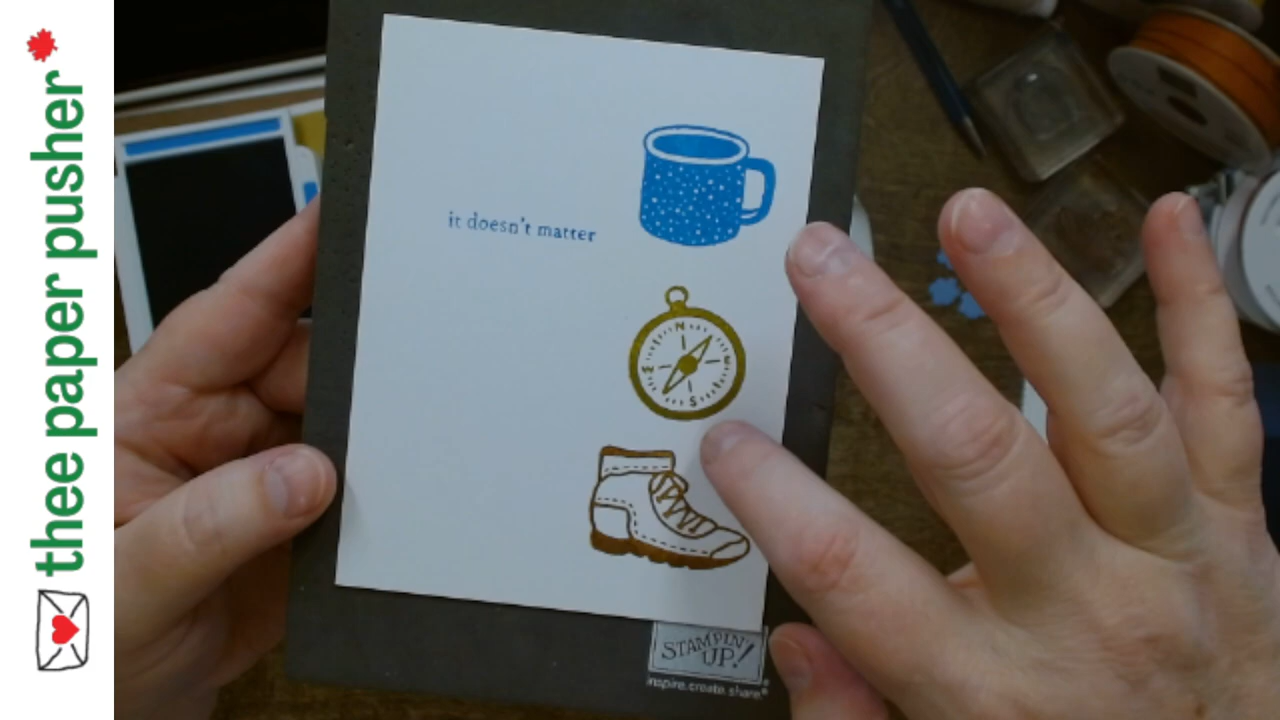 thee paper pusher
it doesn't matter
N
S
STAMPIN'
UP!
inspire.create.share.®